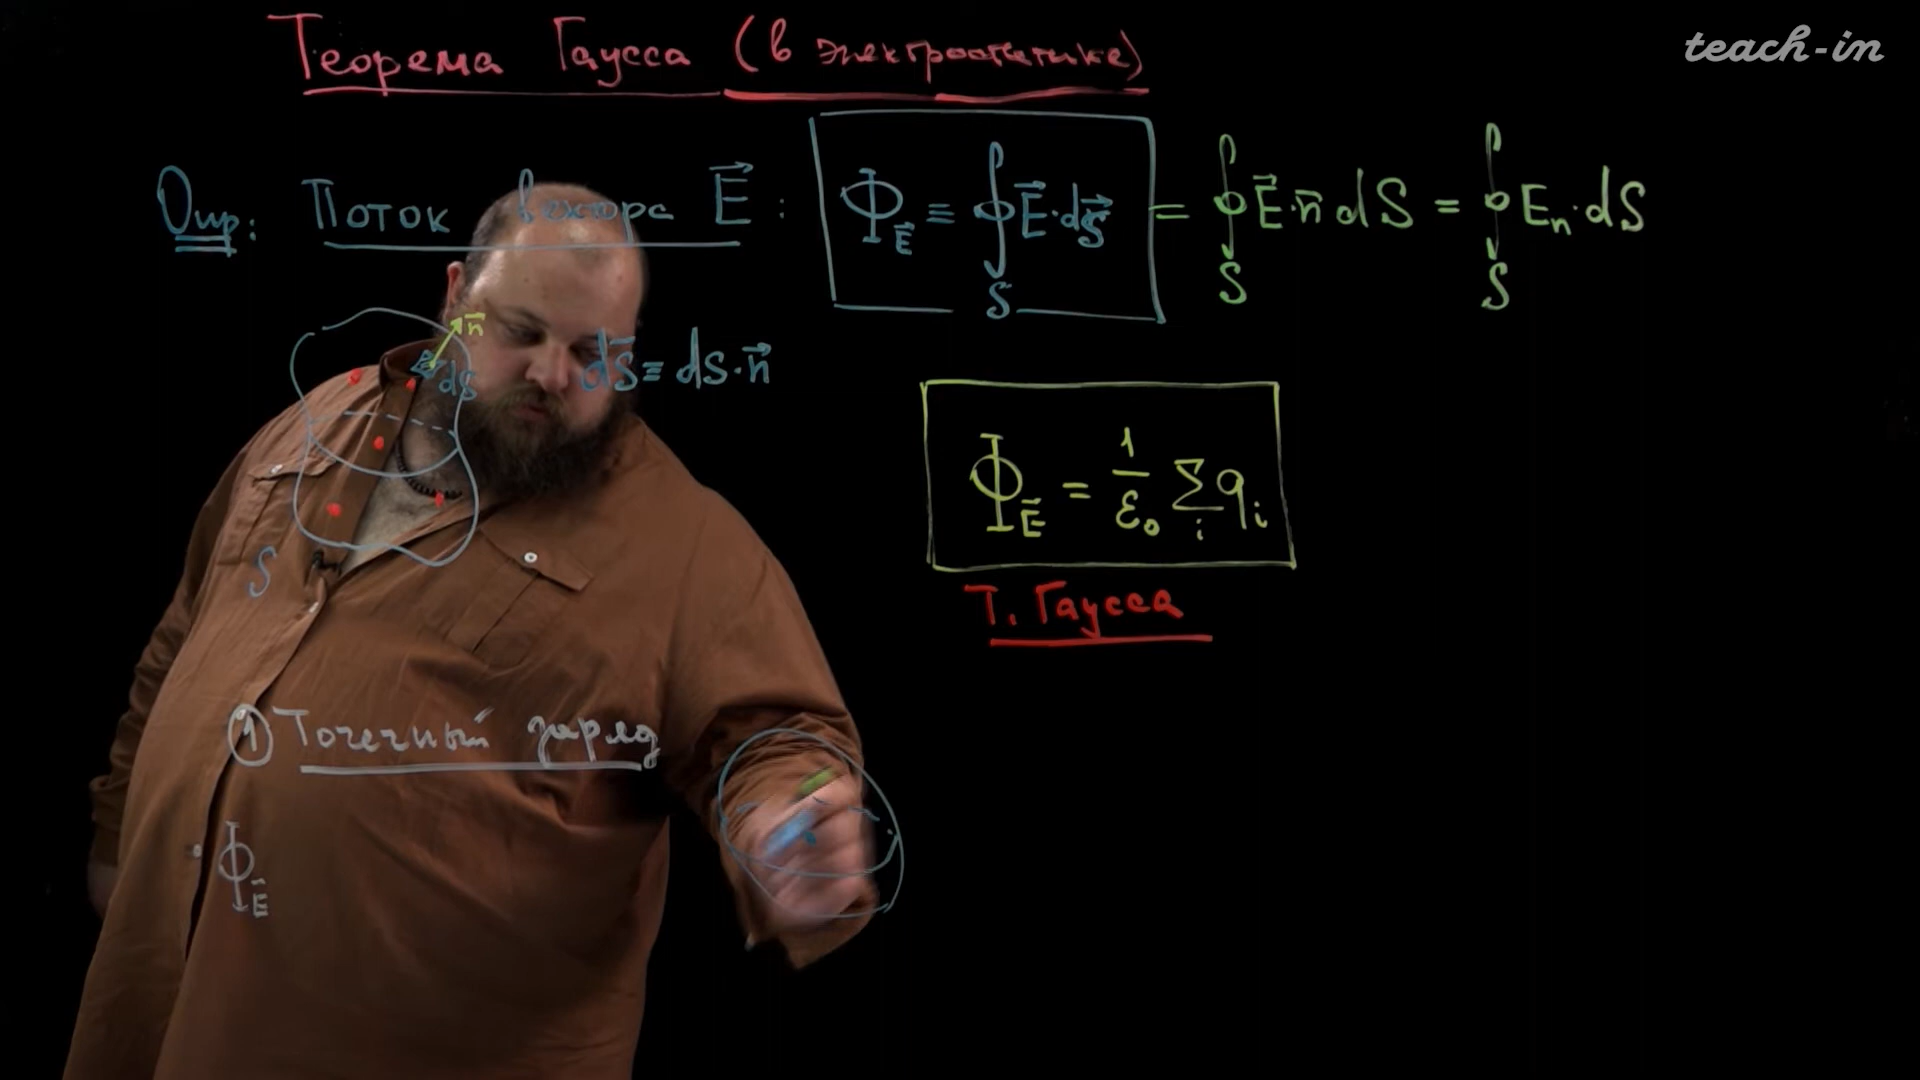 teach-in
Теорема Гаусса (в электростатике)
Опр: Поток вектора E⃗ : Φ_E⃗ ≡ ∮_S E⃗·dS⃗ = ∮_S E⃗·n⃗ dS = ∮_S E_n·dS
n⃗
dS
dS⃗ ≡ dS·n⃗
Φ_E⃗ = 1/ε₀ Σ_i q_i
S
Т. Гаусса
① Точечный заряд
Φ_E⃗